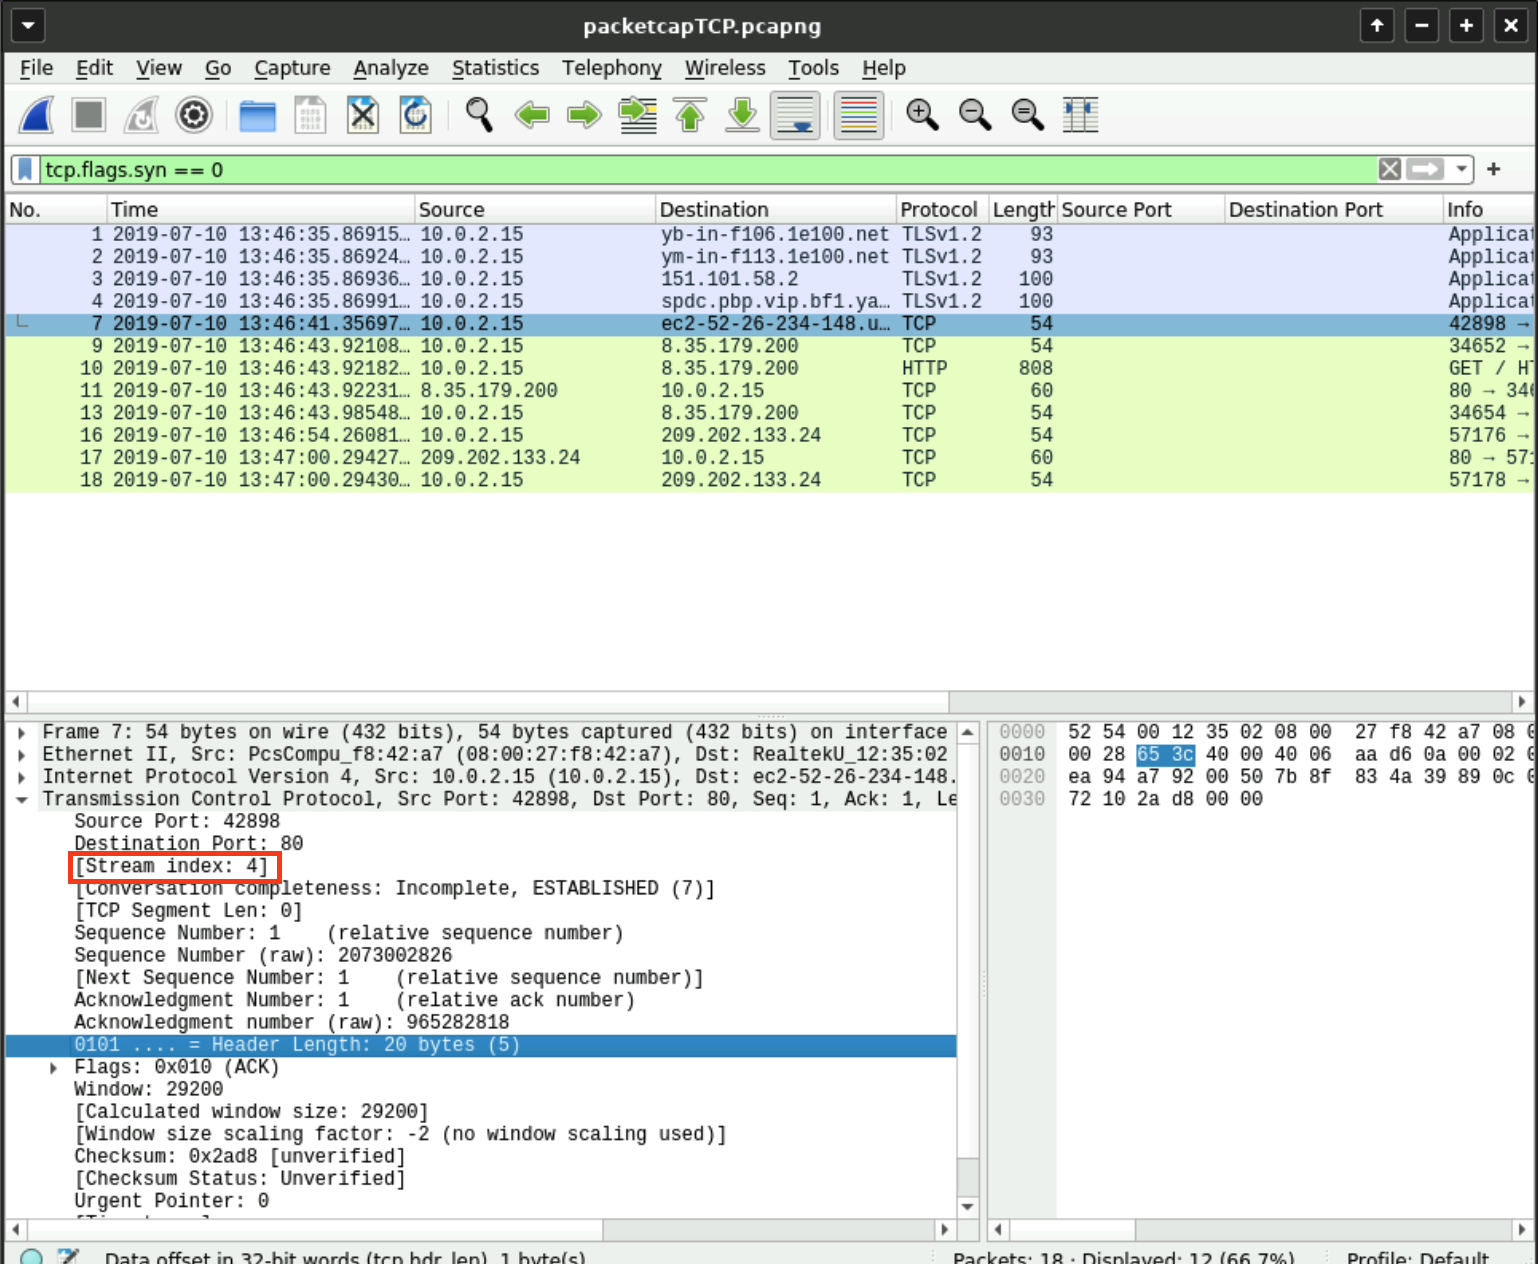 packetcapTCP.pcapng
File Edit View Go Capture Analyze Statistics Telephony Wireless Tools Help
tcp.flags.syn == 0
No. Time Source Destination Protocol Length Source Port Destination Port Info
1 2019-07-10 13:46:35.86915… 10.0.2.15 yb-in-f106.1e100.net TLSv1.2 93 Applica
2 2019-07-10 13:46:35.86924… 10.0.2.15 ym-in-f113.1e100.net TLSv1.2 93 Applica
3 2019-07-10 13:46:35.86936… 10.0.2.15 151.101.58.2 TLSv1.2 100 Applica
4 2019-07-10 13:46:35.86991… 10.0.2.15 spdc.pbp.vip.bf1.ya… TLSv1.2 100 Applica
7 2019-07-10 13:46:41.35697… 10.0.2.15 ec2-52-26-234-148.u… TCP 54 42898 →
9 2019-07-10 13:46:43.92108… 10.0.2.15 8.35.179.200 TCP 54 34652 →
10 2019-07-10 13:46:43.92182… 10.0.2.15 8.35.179.200 HTTP 808 GET / H
11 2019-07-10 13:46:43.92231… 8.35.179.200 10.0.2.15 TCP 60 80 → 346
13 2019-07-10 13:46:43.98548… 10.0.2.15 8.35.179.200 TCP 54 34654 →
16 2019-07-10 13:46:54.26081… 10.0.2.15 209.202.133.24 TCP 54 57176 →
17 2019-07-10 13:47:00.29427… 209.202.133.24 10.0.2.15 TCP 60 80 → 571
18 2019-07-10 13:47:00.29430… 10.0.2.15 209.202.133.24 TCP 54 57178 →
Frame 7: 54 bytes on wire (432 bits), 54 bytes captured (432 bits) on interface
Ethernet II, Src: PcsCompu_f8:42:a7 (08:00:27:f8:42:a7), Dst: RealtekU_12:35:02
Internet Protocol Version 4, Src: 10.0.2.15 (10.0.2.15), Dst: ec2-52-26-234-148.
Transmission Control Protocol, Src Port: 42898, Dst Port: 80, Seq: 1, Ack: 1, Le
Source Port: 42898
Destination Port: 80
[Stream index: 4]
[Conversation completeness: Incomplete, ESTABLISHED (7)]
[TCP Segment Len: 0]
Sequence Number: 1 (relative sequence number)
Sequence Number (raw): 2073002826
[Next Sequence Number: 1 (relative sequence number)]
Acknowledgment Number: 1 (relative ack number)
Acknowledgment number (raw): 965282818
0101 .... = Header Length: 20 bytes (5)
Flags: 0x010 (ACK)
Window: 29200
[Calculated window size: 29200]
[Window size scaling factor: -2 (no window scaling used)]
Checksum: 0x2ad8 [unverified]
[Checksum Status: Unverified]
Urgent Pointer: 0
0000 52 54 00 12 35 02 08 00 27 f8 42 a7 08 0
0010 00 28 65 3c 40 00 40 06 aa d6 0a 00 02 0
0020 ea 94 a7 92 00 50 7b 8f 83 4a 39 89 0c 0
0030 72 10 2a d8 00 00
Data offset in 32-bit words (tcp.hdr_len), 1 byte(s)
Packets: 18 · Displayed: 12 (66.7%)
Profile: Default